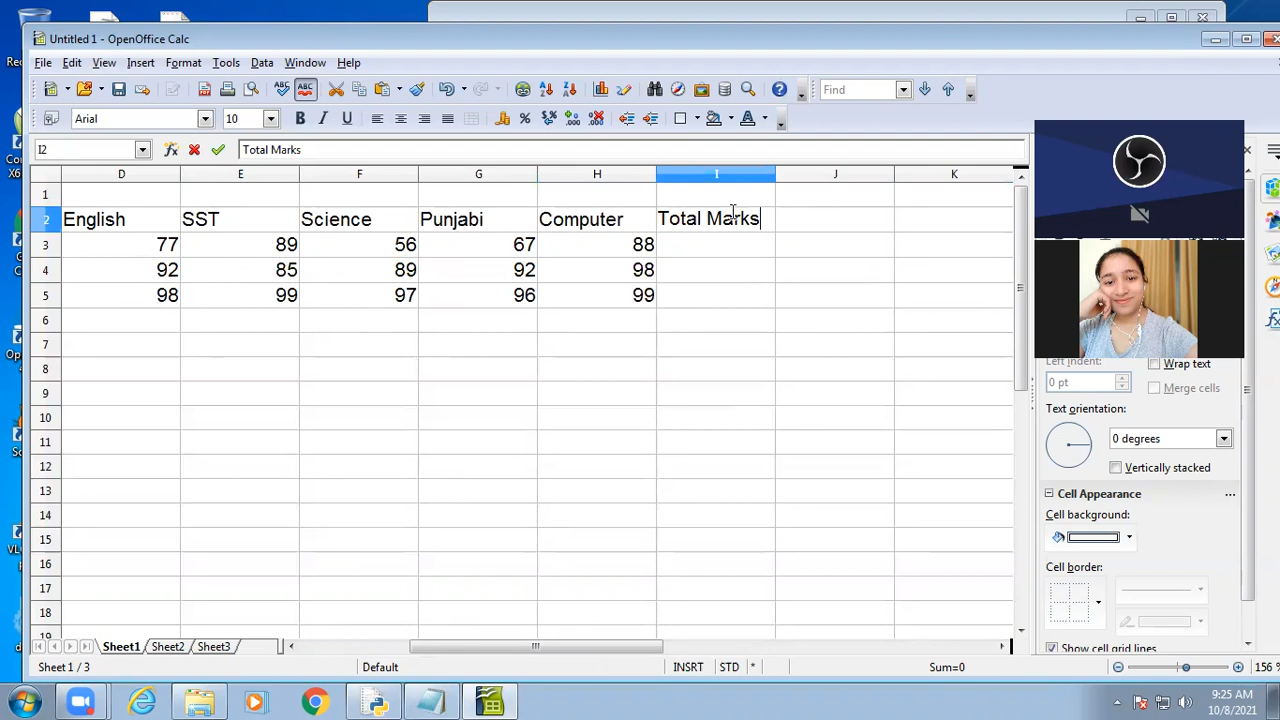 Untitled 1 - OpenOffice Calc
File Edit View Insert Format Tools Data Window Help
Find
Arial 10
I2 Total Marks
D E F G H I J K
1
2 English SST Science Punjabi Computer Total Marks
3 77 89 56 67 88
4 92 85 89 92 98
5 98 99 97 96 99
6
7
8
9
10
11
12
13
14
15
16
17
18
19
Left indent:
0 pt
Wrap text
Merge cells
Text orientation:
0 degrees
Vertically stacked
Cell Appearance
Cell background:
Cell border:
Show cell grid lines
Sheet1 Sheet2 Sheet3
Sheet 1 / 3 Default INSRT STD * Sum=0 156 %
9:25 AM
10/8/2021